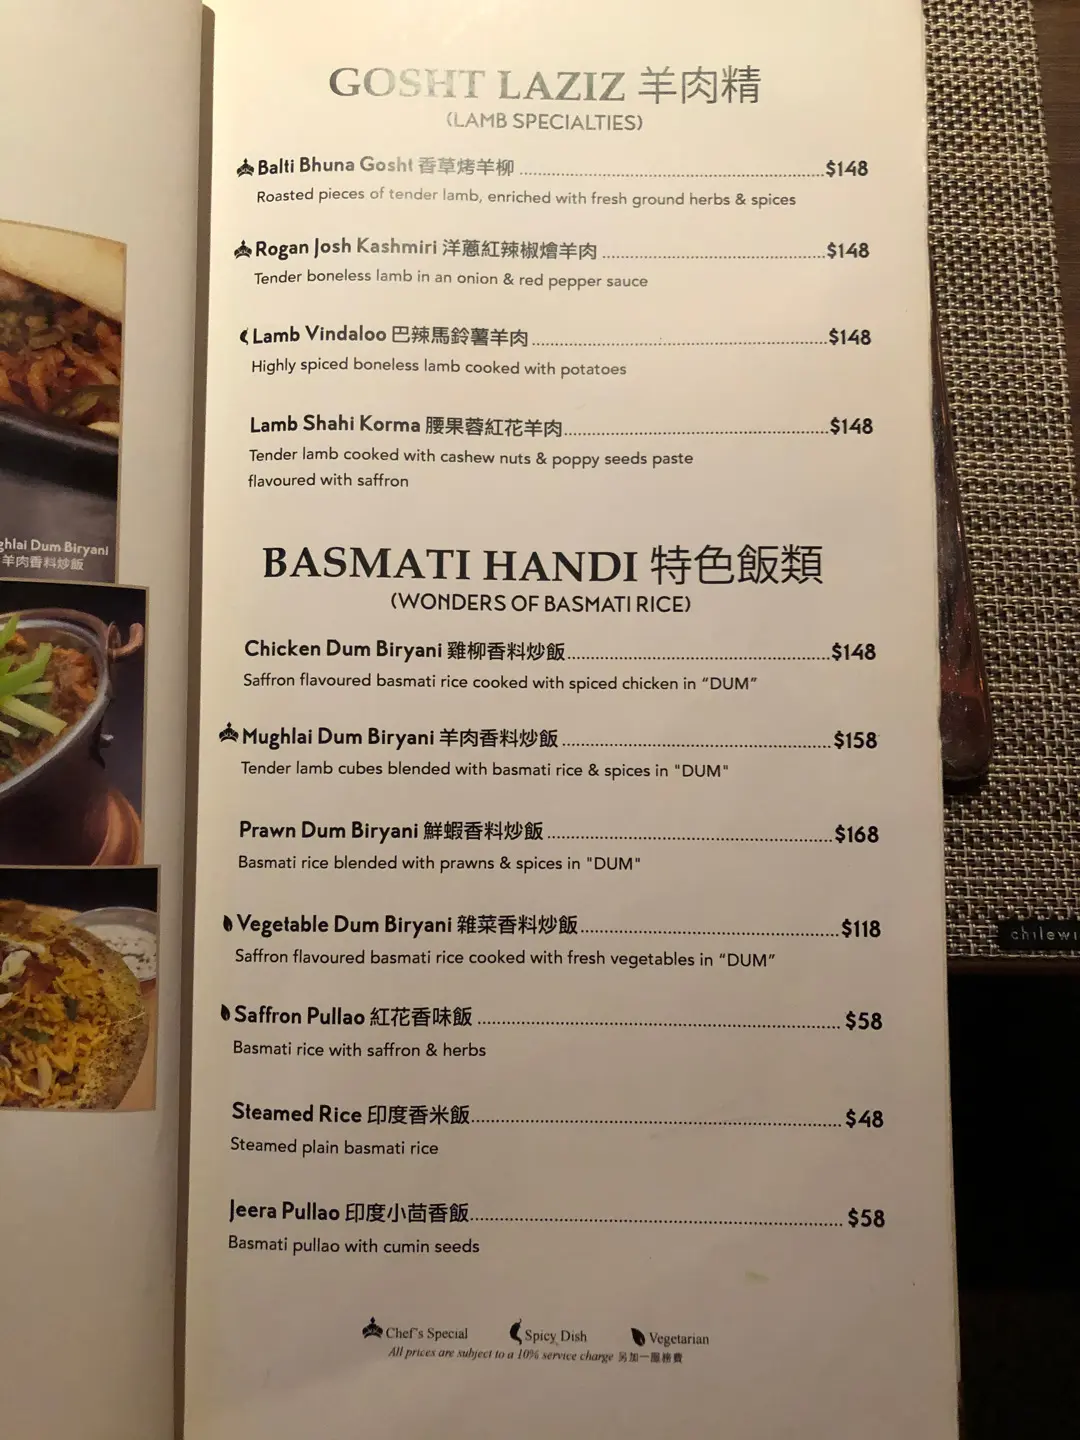 GOSHT LAZIZ 羊肉精
(LAMB SPECIALTIES)
Balti Bhuna Gosht 香草烤羊柳 ........ $148
Roasted pieces of tender lamb, enriched with fresh ground herbs & spices
Rogan Josh Kashmiri 洋蔥紅辣椒燴羊肉 ........ $148
Tender boneless lamb in an onion & red pepper sauce
Lamb Vindaloo 巴辣馬鈴薯羊肉 ........ $148
Highly spiced boneless lamb cooked with potatoes
Lamb Shahi Korma 腰果蓉紅花羊肉 ........ $148
Tender lamb cooked with cashew nuts & poppy seeds paste
flavoured with saffron
BASMATI HANDI 特色飯類
(WONDERS OF BASMATI RICE)
Chicken Dum Biryani 雞柳香料炒飯 ........ $148
Saffron flavoured basmati rice cooked with spiced chicken in “DUM”
Mughlai Dum Biryani 羊肉香料炒飯 ........ $158
Tender lamb cubes blended with basmati rice & spices in "DUM"
Prawn Dum Biryani 鮮蝦香料炒飯 ........ $168
Basmati rice blended with prawns & spices in "DUM"
Vegetable Dum Biryani 雜菜香料炒飯 ........ $118
Saffron flavoured basmati rice cooked with fresh vegetables in “DUM”
Saffron Pullao 紅花香味飯 ........ $58
Basmati rice with saffron & herbs
Steamed Rice 印度香米飯 ........ $48
Steamed plain basmati rice
Jeera Pullao 印度小茴香飯 ........ $58
Basmati pullao with cumin seeds
Chef's Special Spicy Dish Vegetarian
All prices are subject to a 10% service charge 另加一服務費
ghlai Dum Biryani
羊肉香料炒飯
chilewi